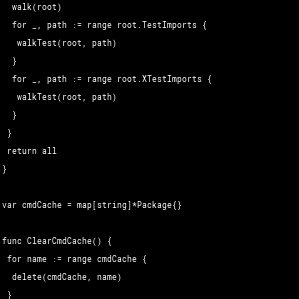 walk(root)
for _, path := range root.TestImports {
walkTest(root, path)
}
for _, path := range root.XTestImports {
walkTest(root, path)
}
}
return all
}
var cmdCache = map[string]*Package{}
func ClearCmdCache() {
for name := range cmdCache {
delete(cmdCache, name)
}